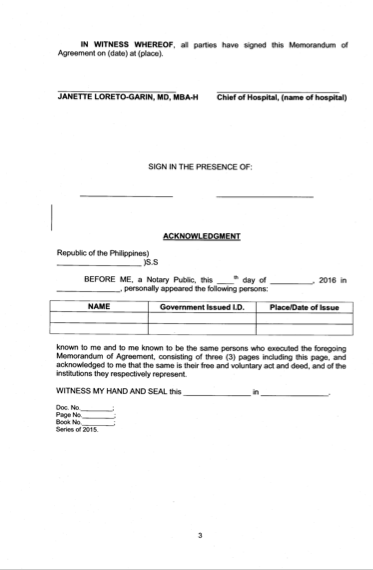 IN WITNESS WHEREOF, all parties have signed this Memorandum of
Agreement on (date) at (place).
JANETTE LORETO-GARIN, MD, MBA-H Chief of Hospital, (name of hospital)
SIGN IN THE PRESENCE OF:
ACKNOWLEDGMENT
Republic of the Philippines)
____________________ )S.S
BEFORE ME, a Notary Public, this ____th day of __________, 2016 in
_______________, personally appeared the following persons:
NAME Government Issued I.D. Place/Date of Issue
known to me and to me known to be the same persons who executed the foregoing
Memorandum of Agreement, consisting of three (3) pages including this page, and
acknowledged to me that the same is their free and voluntary act and deed, and of the
institutions they respectively represent.
WITNESS MY HAND AND SEAL this ________________ in ________________.
Doc. No.________;
Page No.________;
Book No.________;
Series of 2015.
3